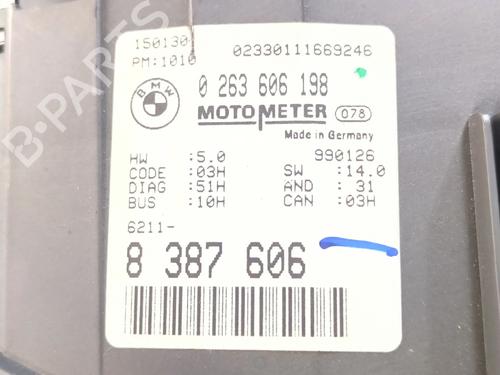 150130 02330111669246
PM:1010
BMW 0 263 606 198
MOTOMETER 078
Made in Germany
HW :5.0 990126
CODE :03H SW :14.0
DIAG :51H AND : 31
BUS :10H CAN :03H
6211-
8 387 606
B-PARTS